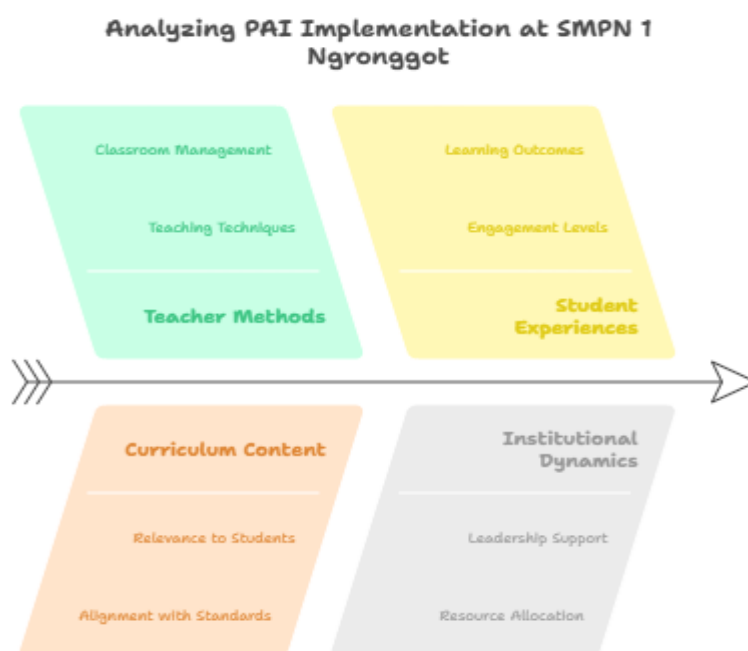 Analyzing PAI Implementation at SMPN 1
Ngronggot
Classroom Management
Teaching Techniques
Teacher Methods
Learning Outcomes
Engagement Levels
Student
Experiences
Curriculum Content
Relevance to Students
Alignment with Standards
Institutional
Dynamics
Leadership Support
Resource Allocation